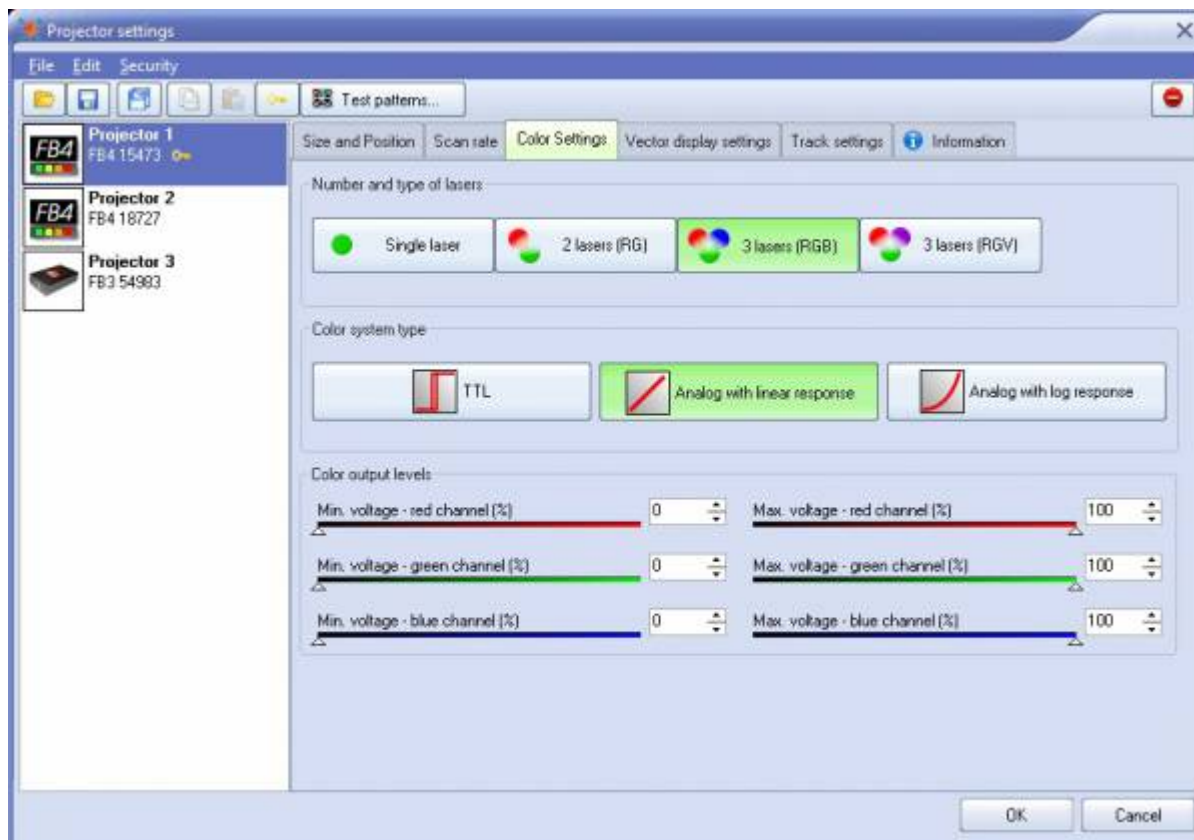 Projector settings
File Edit Security
Test patterns...
FB4 Projector 1
FB4 15473
FB4 Projector 2
FB4 18727
Projector 3
FB3 54983
Size and Position Scan rate Color Settings Vector display settings Track settings Information
Number and type of lasers
Single laser 2 lasers (RG) 3 lasers (RGB) 3 lasers (RGV)
Color system type
TTL Analog with linear response Analog with log response
Color output levels
Min. voltage - red channel (%) 0 Max. voltage - red channel (%) 100
Min. voltage - green channel (%) 0 Max. voltage - green channel (%) 100
Min. voltage - blue channel (%) 0 Max. voltage - blue channel (%) 100
OK Cancel